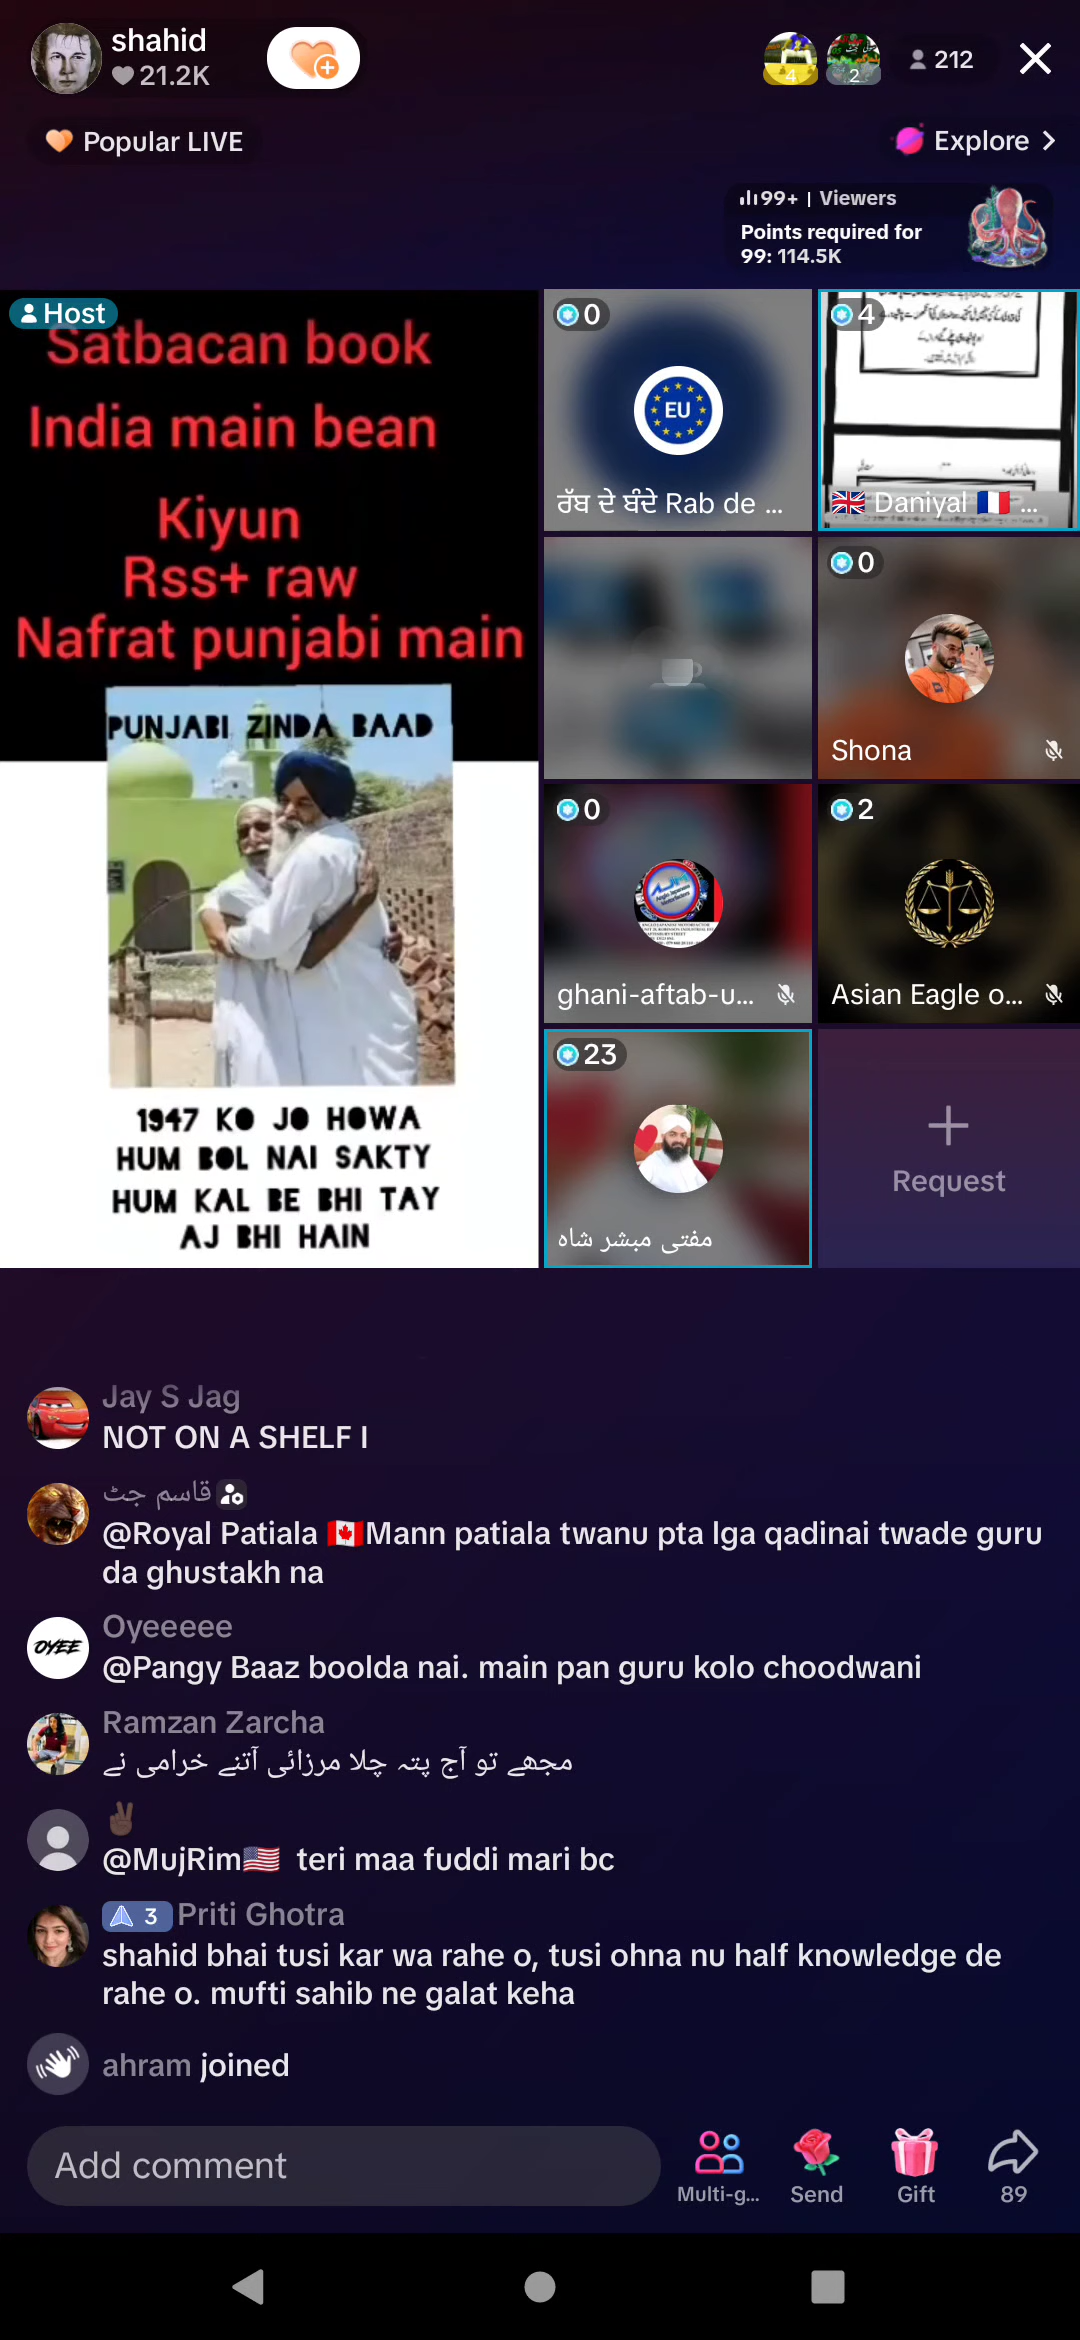 shahid
21.2K
4
2
212
Popular LIVE
Explore
99+ | Viewers
Points required for
99: 114.5K
Host
Satbacan book
India main bean
Kiyun
Rss+ raw
Nafrat punjabi main
PUNJABI ZINDA BAAD
1947 KO JO HOWA
HUM BOL NAI SAKTY
HUM KAL BE BHI TAY
AJ BHI HAIN
0
EU
ਰੱਬ ਦੇ ਬੰਦੇ Rab de ...
4
🇬🇧 Daniyal 🇫🇷 ...
0
Shona
0
ghani-aftab-u...
2
Asian Eagle o...
23
مفتی مبشر شاہ
Request
Jay S Jag
NOT ON A SHELF I
قاسم جٹ
@Royal Patiala 🇨🇦Mann patiala twanu pta lga qadinai twade guru
da ghustakh na
Oyeeeee
OYEE
@Pangy Baaz boolda nai. main pan guru kolo choodwani
Ramzan Zarcha
مجھے تو آج پتہ چلا مرزائی آتنے خرامی نے
✌🏿
@MujRim🇺🇸 teri maa fuddi mari bc
3 Priti Ghotra
shahid bhai tusi kar wa rahe o, tusi ohna nu half knowledge de
rahe o. mufti sahib ne galat keha
ahram joined
Add comment
Multi-g...
Send
Gift
89